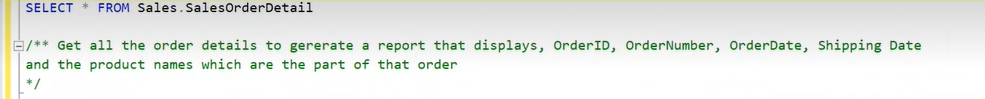 SELECT * FROM Sales.SalesOrderDetail
/** Get all the order details to gererate a report that displays, OrderID, OrderNumber, OrderDate, Shipping Date
and the product names which are the part of that order
*/